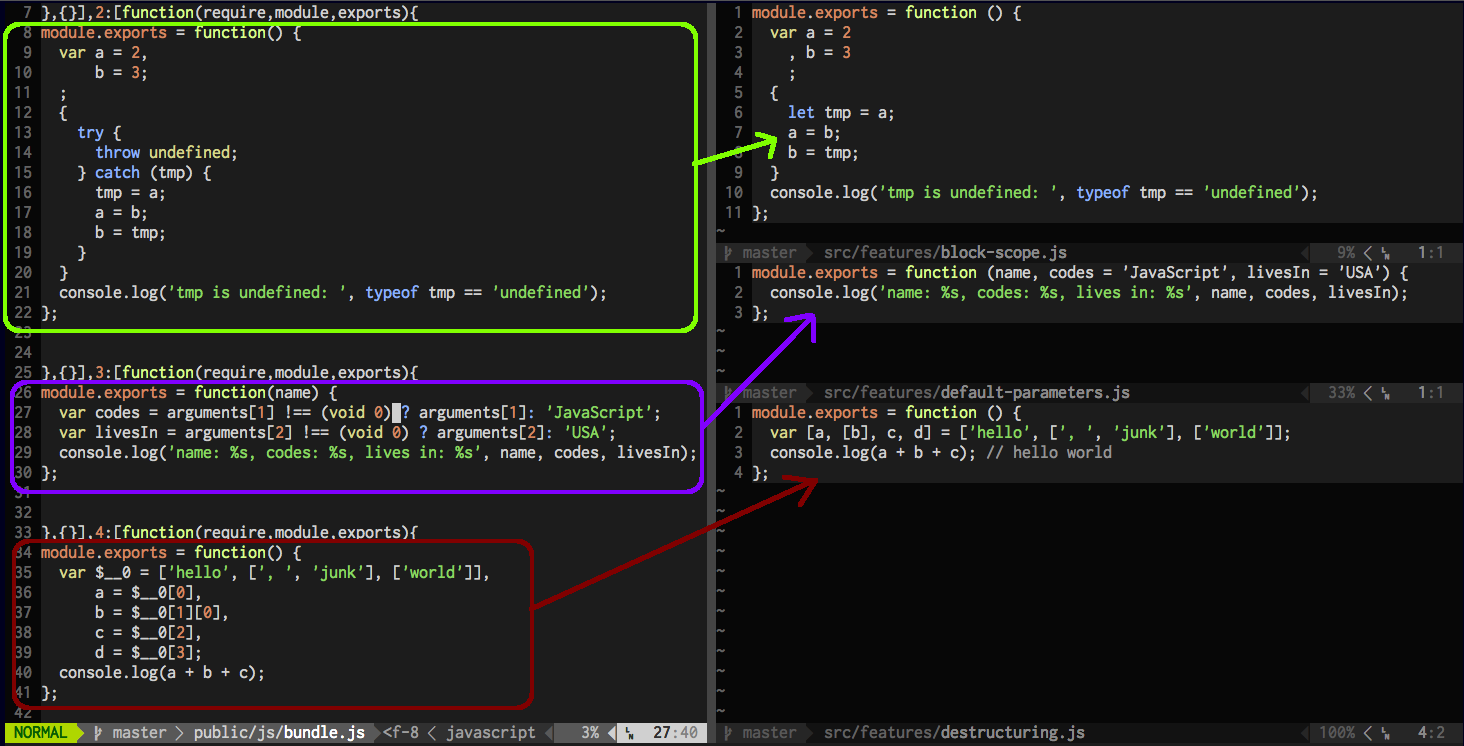 7 },{}],2:[function(require,module,exports){
8 module.exports = function() {
9   var a = 2,
10       b = 3;
11   ;
12   {
13     try {
14       throw undefined;
15     } catch (tmp) {
16       tmp = a;
17       a = b;
18       b = tmp;
19     }
20   }
21   console.log('tmp is undefined: ', typeof tmp == 'undefined');
22 };
23
24
25 },{}],3:[function(require,module,exports){
26 module.exports = function(name) {
27   var codes = arguments[1] !== (void 0) ? arguments[1]: 'JavaScript';
28   var livesIn = arguments[2] !== (void 0) ? arguments[2]: 'USA';
29   console.log('name: %s, codes: %s, lives in: %s', name, codes, livesIn);
30 };
31
32
33 },{}],4:[function(require,module,exports){
34 module.exports = function() {
35   var $__0 = ['hello', [', ', 'junk'], ['world']],
36       a = $__0[0],
37       b = $__0[1][0],
38       c = $__0[2],
39       d = $__0[3];
40   console.log(a + b + c);
41 };
42
NORMAL master > public/js/bundle.js <f-8 < javascript 3% < LN 27:40
1 module.exports = function () {
2   var a = 2
3     , b = 3
4     ;
5   {
6     let tmp = a;
7     a = b;
8     b = tmp;
9   }
10   console.log('tmp is undefined: ', typeof tmp == 'undefined');
11 };
~
master src/features/block-scope.js 9% < LN 1:1
1 module.exports = function (name, codes = 'JavaScript', livesIn = 'USA') {
2   console.log('name: %s, codes: %s, lives in: %s', name, codes, livesIn);
3 };
~
~
~
master src/features/default-parameters.js 33% < LN 1:1
1 module.exports = function () {
2   var [a, [b], c, d] = ['hello', [', ', 'junk'], ['world']];
3   console.log(a + b + c); // hello world
4 };
~
~
~
~
~
~
~
~
~
~
~
~
master src/features/destructuring.js 100% < LN 4:2